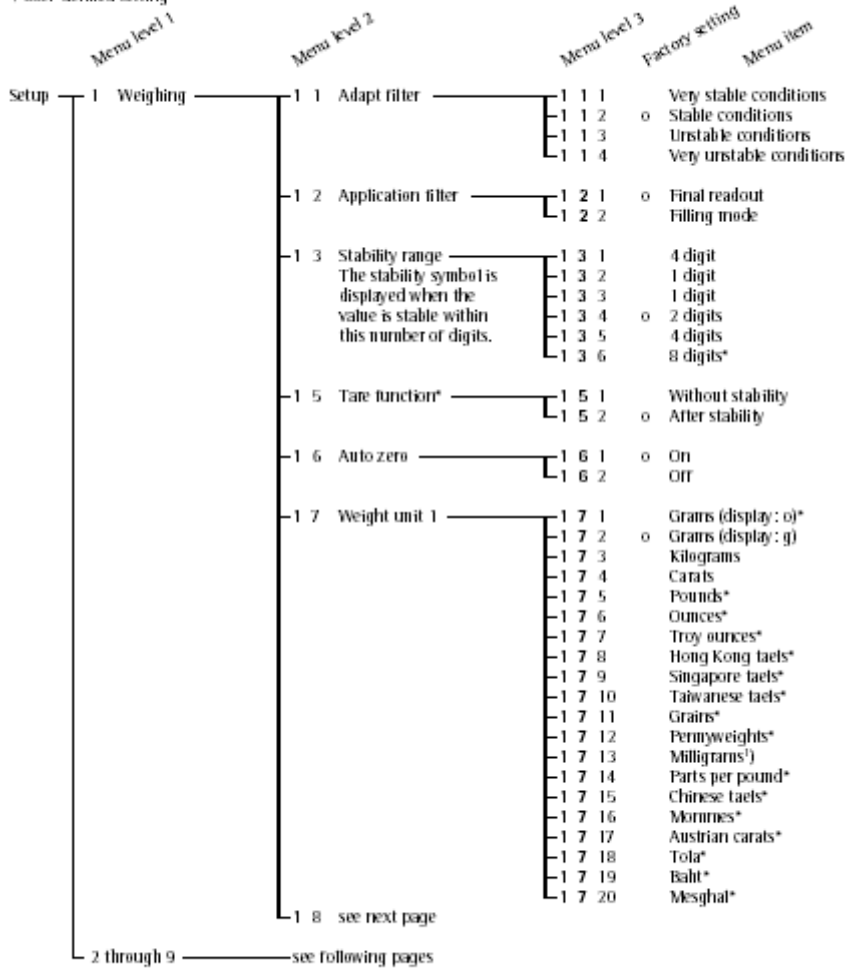 Menu level 1 Menu level 2 Menu level 3 Factory setting Menu item
Setup 1 Weighing 1 1 Adapt filter 1 1 1 Very stable conditions
1 1 2 o Stable conditions
1 1 3 Unstable conditions
1 1 4 Very unstable conditions
1 2 Application filter 1 2 1 o Final readout
1 2 2 Filling mode
1 3 Stability range 1 3 1 4 digit
The stability symbol is 1 3 2 1 digit
displayed when the 1 3 3 1 digit
value is stable within 1 3 4 o 2 digits
this number of digits. 1 3 5 4 digits
1 3 6 8 digits*
1 5 Tare function* 1 5 1 Without stability
1 5 2 o After stability
1 6 Auto zero 1 6 1 o On
1 6 2 Off
1 7 Weight unit 1 1 7 1 Grams (display: o)*
1 7 2 o Grams (display: g)
1 7 3 Kilograms
1 7 4 Carats
1 7 5 Pounds*
1 7 6 Ounces*
1 7 7 Troy ounces*
1 7 8 Hong Kong taels*
1 7 9 Singapore taels*
1 7 10 Taiwanese taels*
1 7 11 Grains*
1 7 12 Pennyweights*
1 7 13 Milligrams¹)
1 7 14 Parts per pound*
1 7 15 Chinese taels*
1 7 16 Mommes*
1 7 17 Austrian carats*
1 7 18 Tola*
1 7 19 Baht*
1 7 20 Mesghal*
1 8 see next page
2 through 9 see following pages